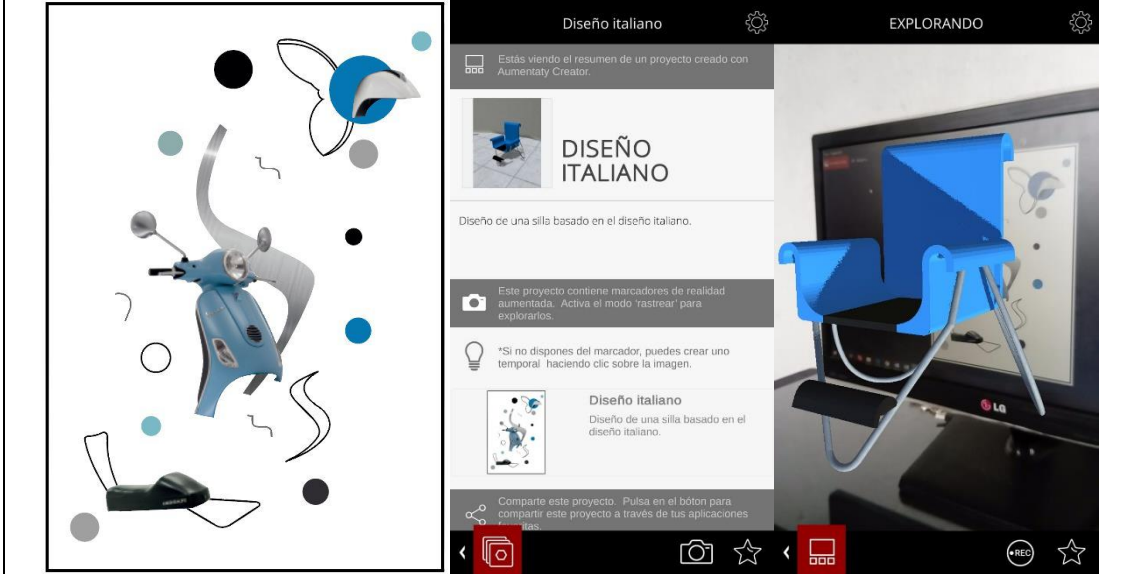 Diseño italiano
Estás viendo el resumen de un proyecto creado con
Aumentaty Creator.
DISEÑO
ITALIANO
Diseño de una silla basado en el diseño italiano.
Este proyecto contiene marcadores de realidad
aumentada. Activa el modo 'rastrear' para
explorarlos.
*Si no dispones del marcador, puedes crear uno
temporal haciendo clic sobre la imagen.
Diseño italiano
Diseño de una silla basado en el
diseño italiano.
Comparte este proyecto. Pulsa en el bóton para
compartir este proyecto a través de tus aplicaciones
favoritas.
EXPLORANDO
LG
REC